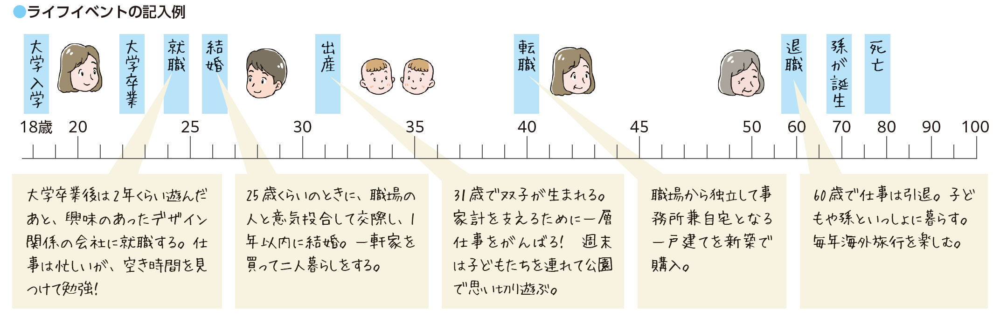 ●ライフイベントの記入例
大学入学
大学卒業
就職
結婚
出産
転職
退職
孫が誕生
死亡
18歳 20 25 30 35 40 45 50 60 70 80 90 100
大学卒業後は2年くらい遊んだ
あと、興味のあったデザイン
関係の会社に就職する。仕
事は忙しいが、空き時間を見
つけて勉強!
25歳くらいのときに、職場の
人と意気投合して交際し、1
年以内に結婚。一軒家を
買って二人暮らしをする。
31歳で双子が生まれる。
家計を支えるために一層
仕事をがんばる! 週末
は子どもたちを連れて公園
で思い切り遊ぶ。
職場から独立して事
務所兼自宅となる
一戸建てを新築で
購入。
60歳で仕事は引退。子ど
もや孫といっしょに暮らす。
毎年海外旅行を楽しむ。